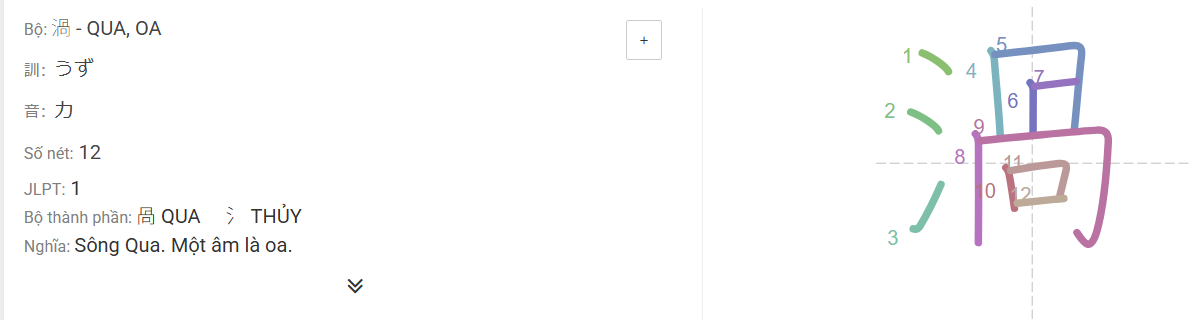 Bộ: 渦 - QUA, OA
+
訓: うず
音: カ
Số nét: 12
JLPT: 1
Bộ thành phần: 咼 QUA 氵 THỦY
Nghĩa: Sông Qua. Một âm là oa.
渦
1
2
3
4
5
6
7
8
9
10
11
12